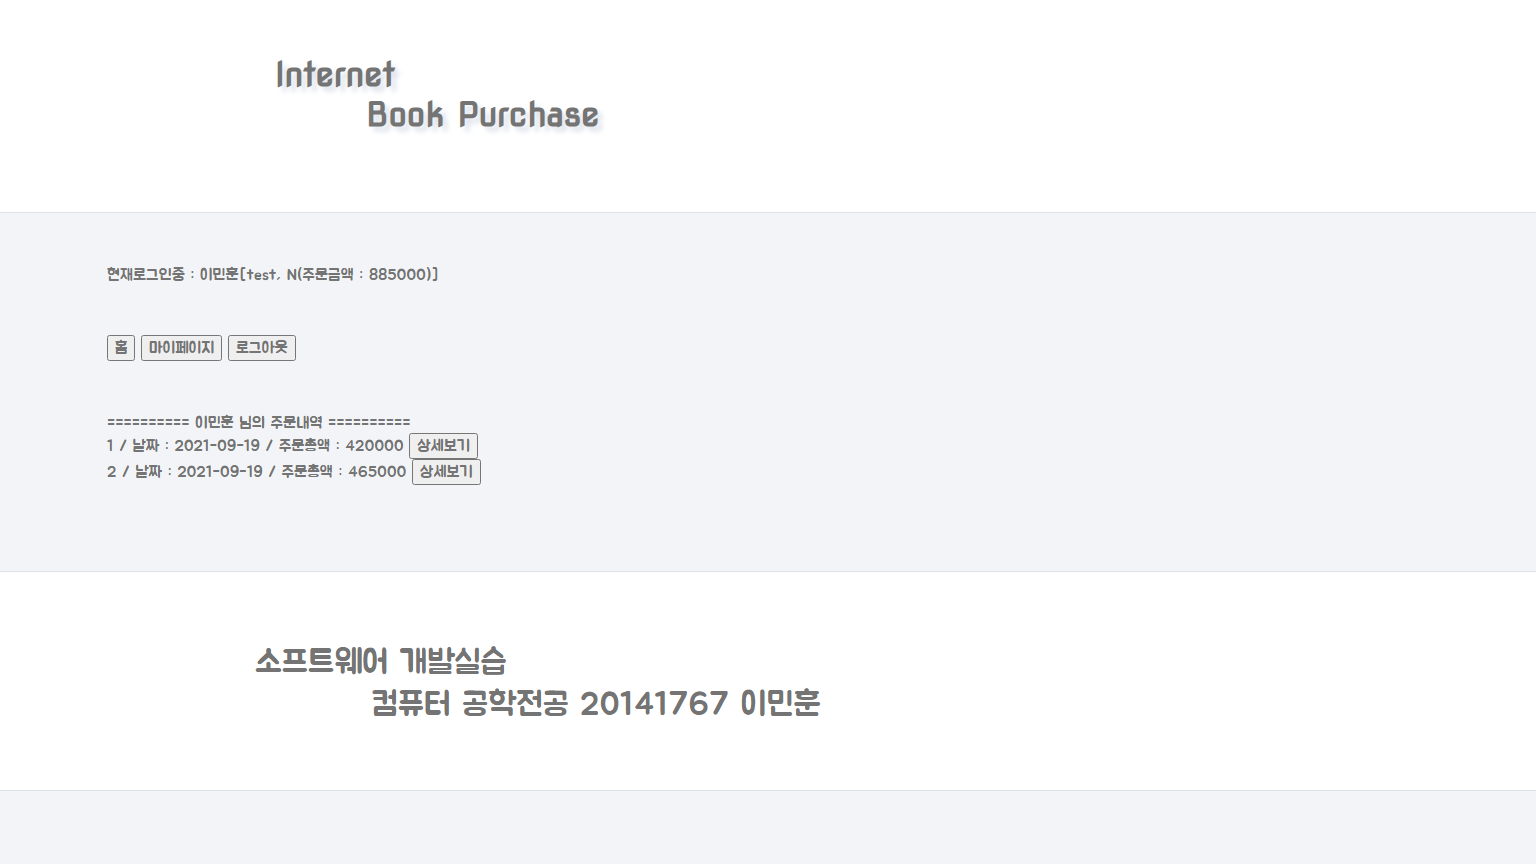 Internet
Book Purchase
현재로그인중 : 이민훈[test, N(주문금액 : 885000)]
홈 마이페이지 로그아웃
========== 이민훈 님의 주문내역 ==========
1 / 날짜 : 2021-09-19 / 주문총액 : 420000 상세보기
2 / 날짜 : 2021-09-19 / 주문총액 : 465000 상세보기
소프트웨어 개발실습
컴퓨터 공학전공 20141767 이민훈